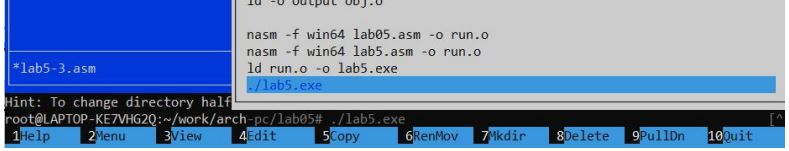 ld -o output obj.o
nasm -f win64 lab05.asm -o run.o
nasm -f win64 lab5.asm -o run.o
*lab5-3.asm
ld run.o -o lab5.exe
./lab5.exe
Hint: To change directory half
root@LAPTOP-KE7VHG2Q:~/work/arch-pc/lab05# ./lab5.exe [^
1Help 2Menu 3View 4Edit 5Copy 6RenMov 7Mkdir 8Delete 9PullDn 10Quit